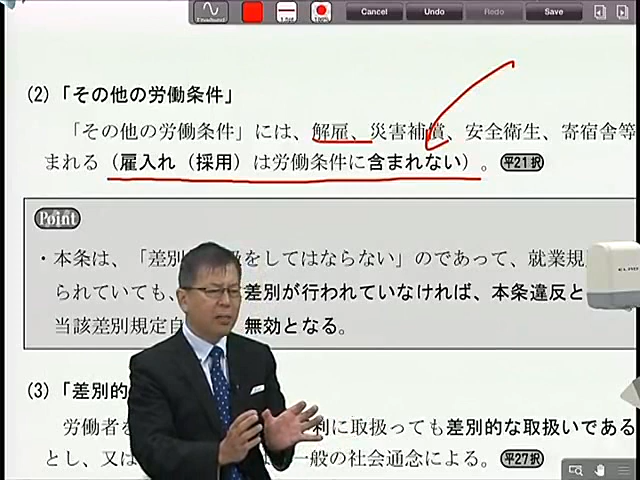 Cancel Undo Redo Save
1.0pt 100%
(2)「その他の労働条件」
「その他の労働条件」には、解雇、災害補償、安全衛生、寄宿舎等
まれる（雇入れ（採用）は労働条件に含まれない）。平21択
Point
・本条は、「差別 をしてはならない」のであって、就業規
られていても、 差別が行われていなければ、本条違反と
当該差別規定自 無効となる。
(3)「差別的
労働者を 利に取扱っても差別的な取扱いである
とし、又は 一般の社会通念による。平27択
ELMO